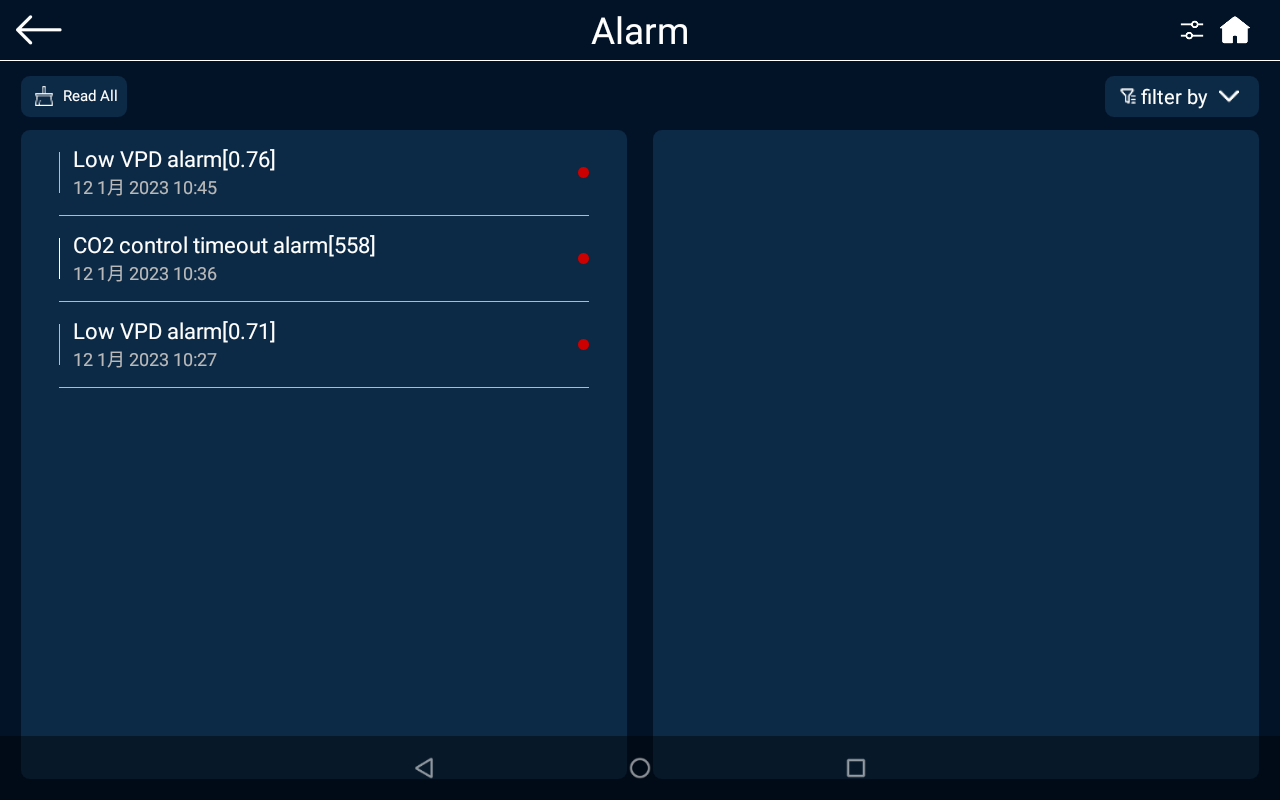 Alarm
Read All
filter by
Low VPD alarm[0.76]
12 1月 2023 10:45
CO2 control timeout alarm[558]
12 1月 2023 10:36
Low VPD alarm[0.71]
12 1月 2023 10:27